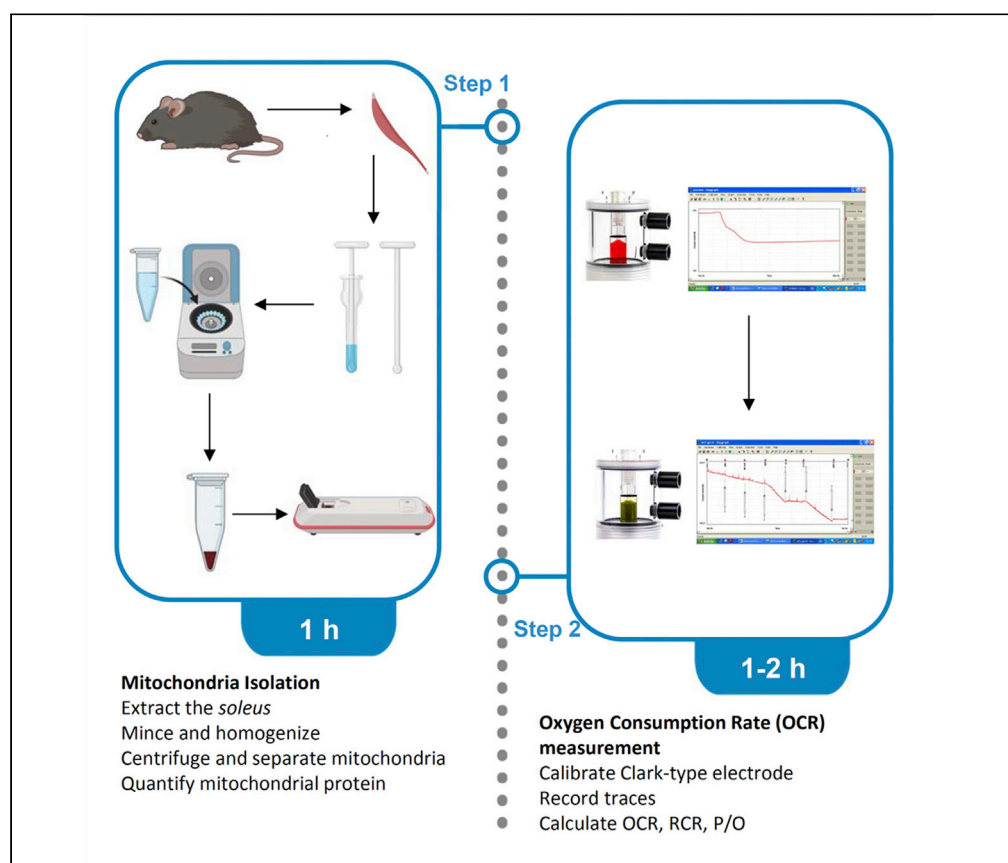 Step 1
1 h
Mitochondria Isolation
Extract the soleus
Mince and homogenize
Centrifuge and separate mitochondria
Quantify mitochondrial protein
Step 2
1-2 h
Oxygen Consumption Rate (OCR)
measurement
Calibrate Clark-type electrode
Record traces
Calculate OCR, RCR, P/O